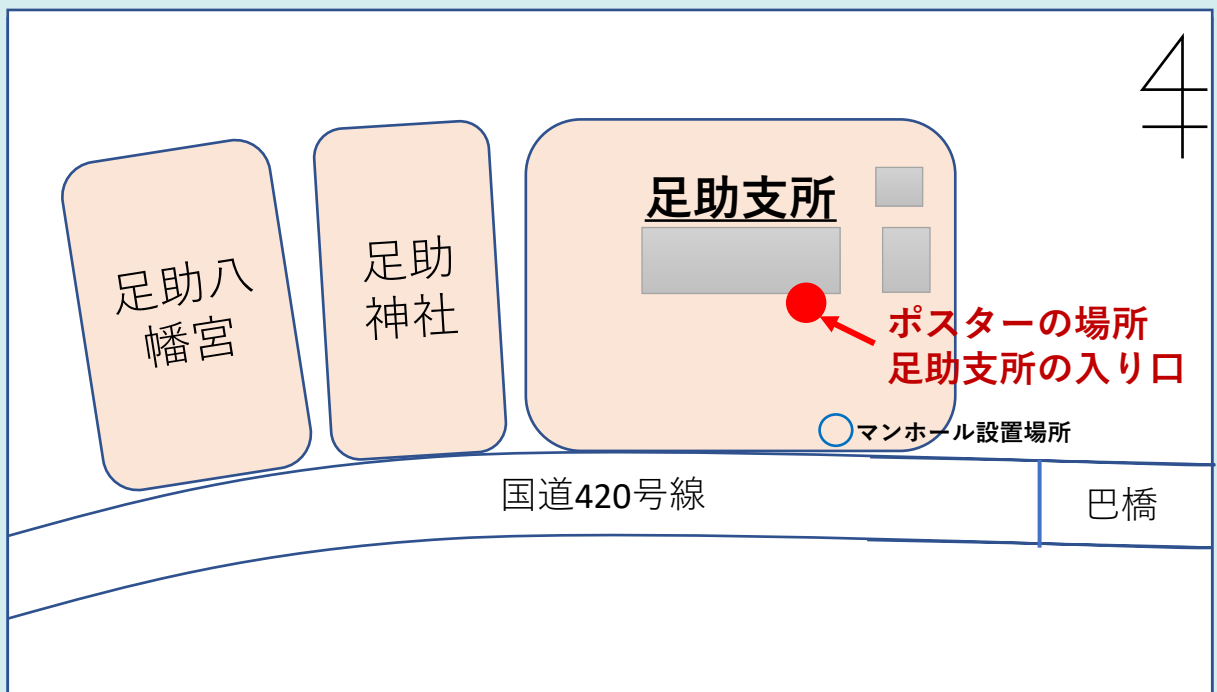 足助支所
足助八
幡宮
足助
神社
ポスターの場所
足助支所の入り口
マンホール設置場所
国道420号線
巴橋